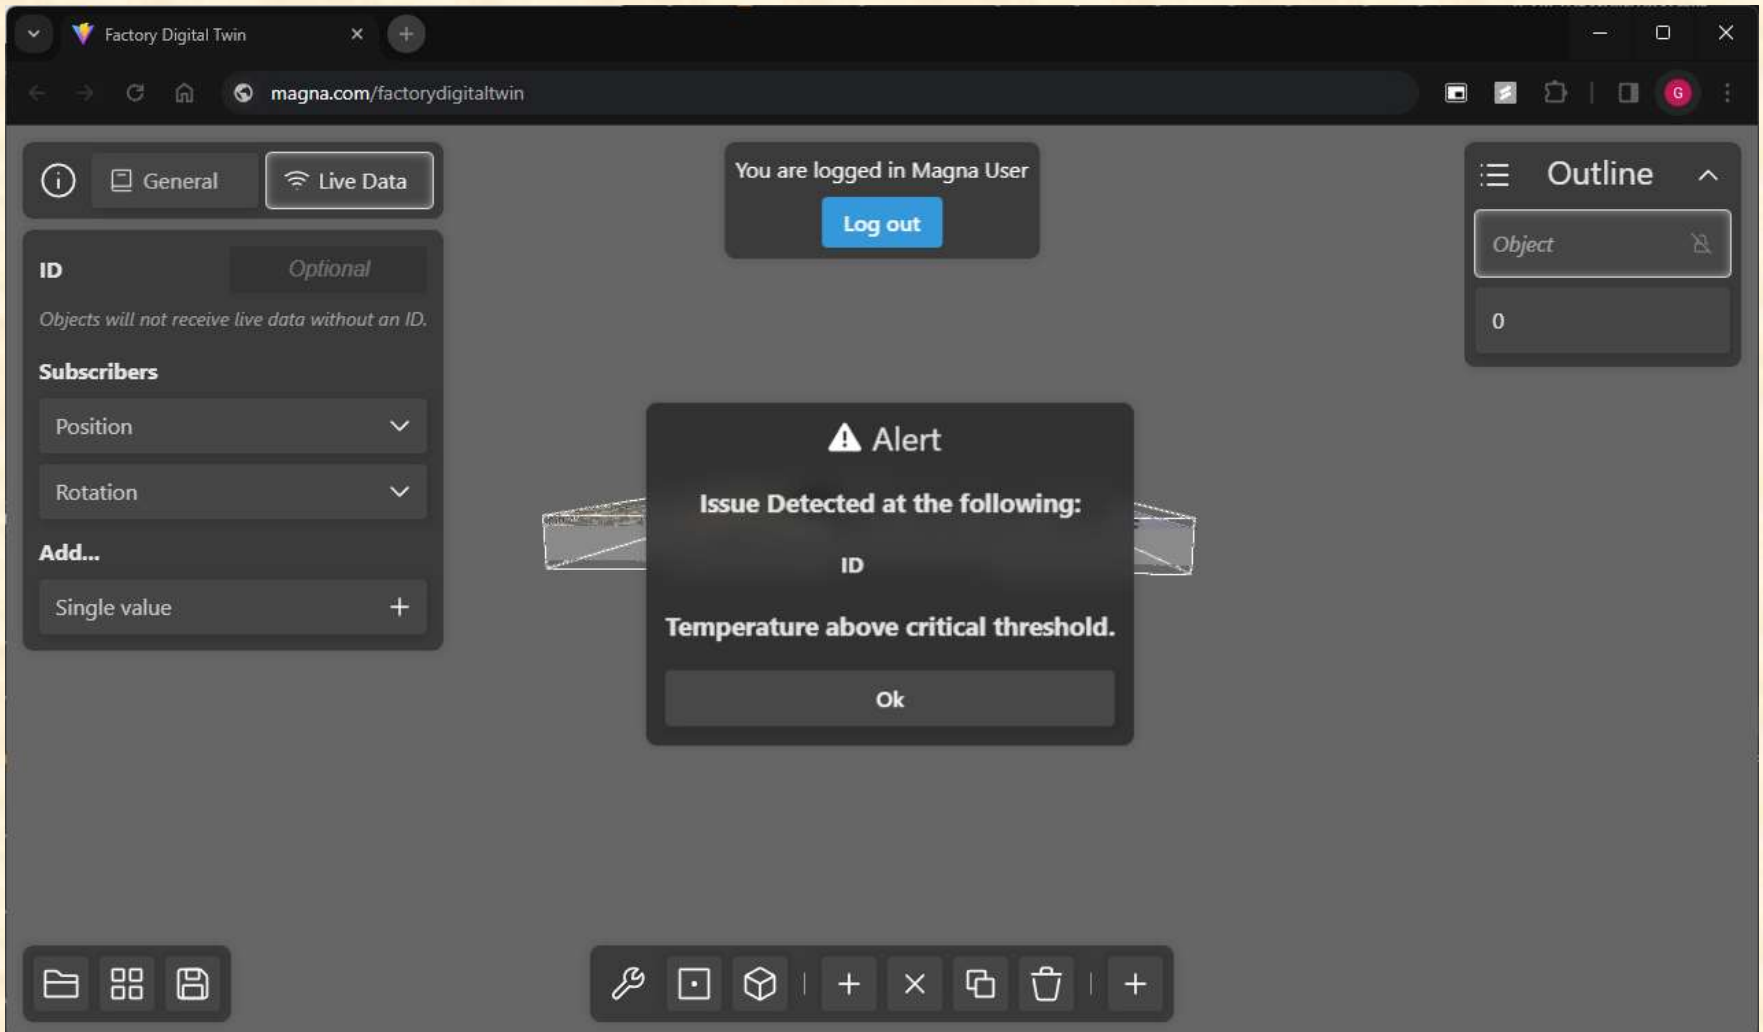 Factory Digital Twin
magna.com/factorydigitaltwin
G
General
Live Data
You are logged in Magna User
Log out
Outline
Object
0
ID
Optional
Objects will not receive live data without an ID.
Subscribers
Position
Rotation
Add...
Single value
Alert
Issue Detected at the following:
ID
Temperature above critical threshold.
Ok